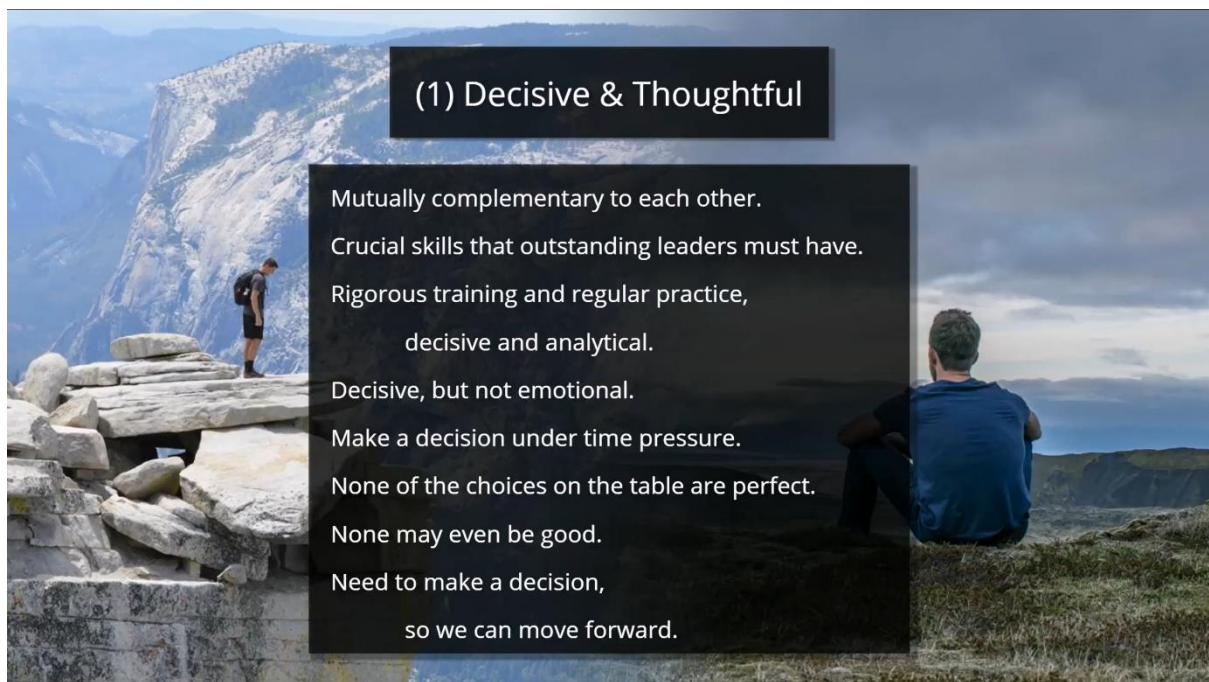 (1) Decisive & Thoughtful
Mutually complementary to each other.
Crucial skills that outstanding leaders must have.
Rigorous training and regular practice,
decisive and analytical.
Decisive, but not emotional.
Make a decision under time pressure.
None of the choices on the table are perfect.
None may even be good.
Need to make a decision,
so we can move forward.